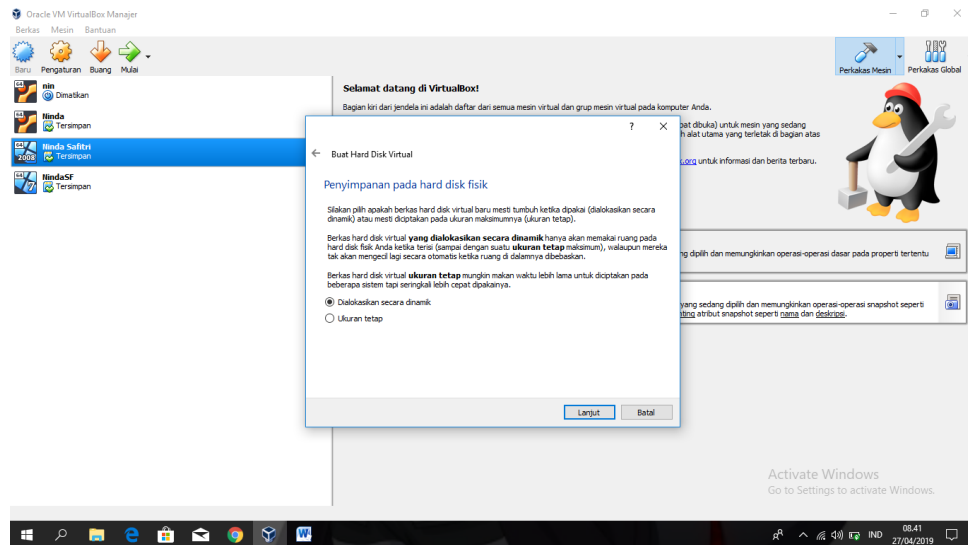 Oracle VM VirtualBox Manajer
Berkas Mesin Bantuan
Baru Pengaturan Buang Mulai
Perkakas Mesin Perkakas Global
64
nin
Dimatikan
64
Ninda
Tersimpan
64
2008
Ninda Safitri
Tersimpan
64
7
NindaSF
Tersimpan
Selamat datang di VirtualBox!
Bagian kiri dari jendela ini adalah daftar dari semua mesin virtual dan grup mesin virtual pada komputer Anda.
pat dibuka) untuk mesin yang sedang
h alat utama yang terletak di bagian atas
.org untuk informasi dan berita terbaru.
ng dipilih dan memungkinkan operasi-operasi dasar pada properti tertentu
yang sedang dipilih dan memungkinkan operasi-operasi snapshot seperti
nting atribut snapshot seperti nama dan deskripsi.
?
Buat Hard Disk Virtual
Penyimpanan pada hard disk fisik
Silakan pilih apakah berkas hard disk virtual baru mesti tumbuh ketika dipakai (dialokasikan secara
dinamik) atau mesti diciptakan pada ukuran maksimumnya (ukuran tetap).
Berkas hard disk virtual yang dialokasikan secara dinamik hanya akan memakai ruang pada
hard disk fisik Anda ketika terisi (sampai dengan suatu ukuran tetap maksimum), walaupun mereka
tak akan mengecil lagi secara otomatis ketika ruang di dalamnya dibebaskan.
Berkas hard disk virtual ukuran tetap mungkin makan waktu lebih lama untuk diciptakan pada
beberapa sistem tapi seringkali lebih cepat dipakainya.
Dialokasikan secara dinamik
Ukuran tetap
Lanjut Batal
Activate Windows
Go to Settings to activate Windows.
IND
08.41
27/04/2019